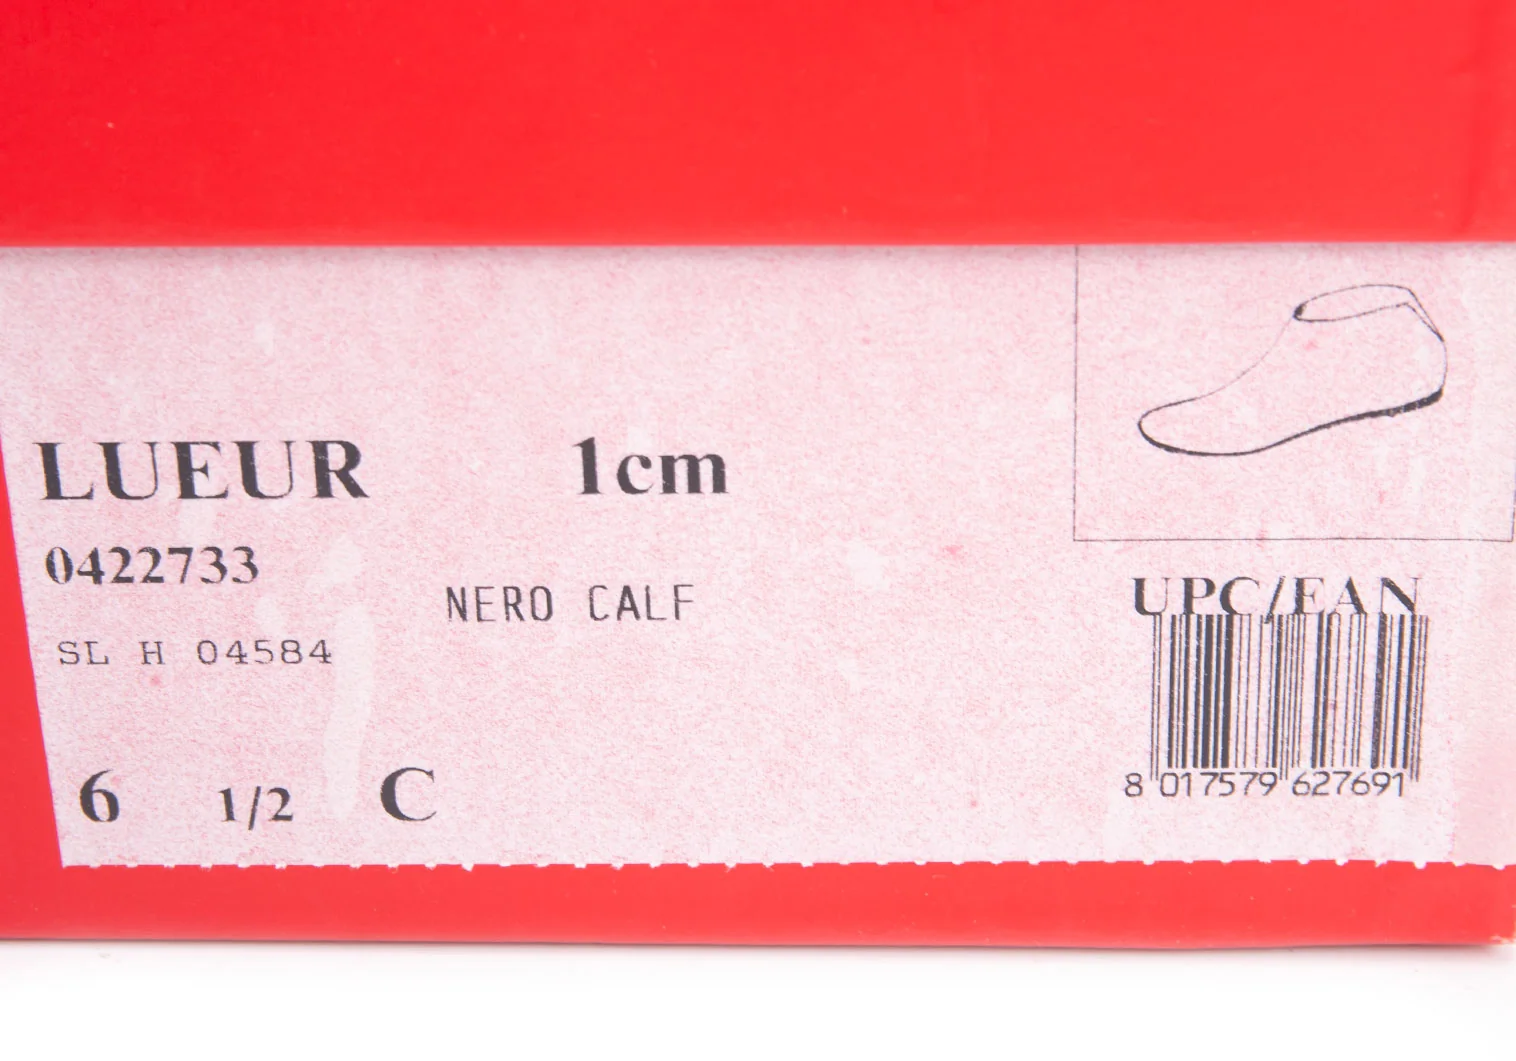 LUEUR 1cm
0422733
NERO CALF
SL H 04584
UPC/EAN
6 1/2 C
8 017579 627691